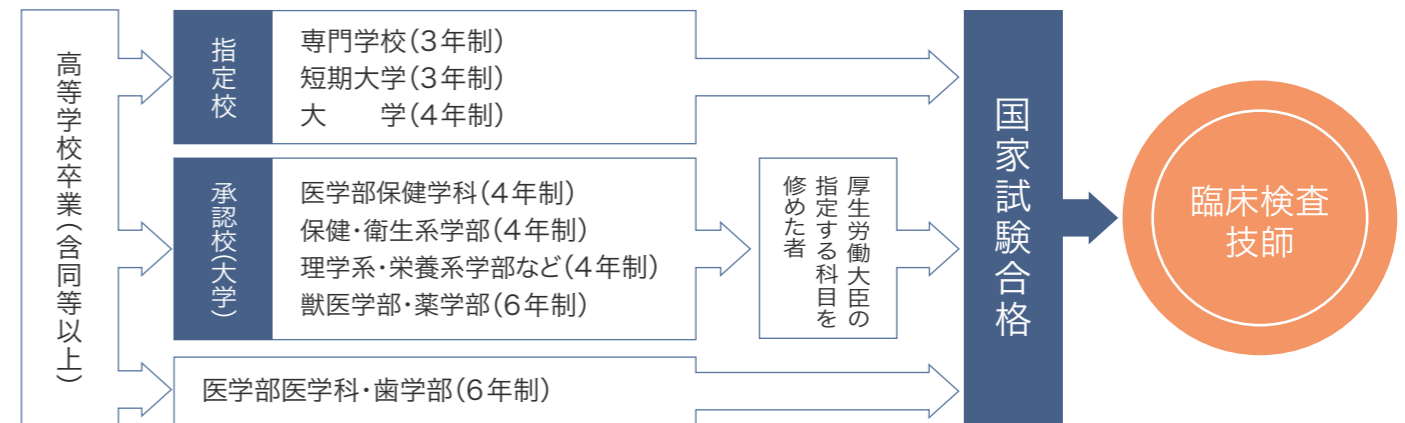 高等学校卒業(含同等以上)
指定校
専門学校(3年制)
短期大学(3年制)
大　　学(4年制)
承認校(大学)
医学部保健学科(4年制)
保健・衛生系学部(4年制)
理学系・栄養系学部など(4年制)
獣医学部・薬学部(6年制)
厚生労働大臣の
指定する科目を
修めた者
医学部医学科・歯学部(6年制)
国家試験合格
臨床検査
技師